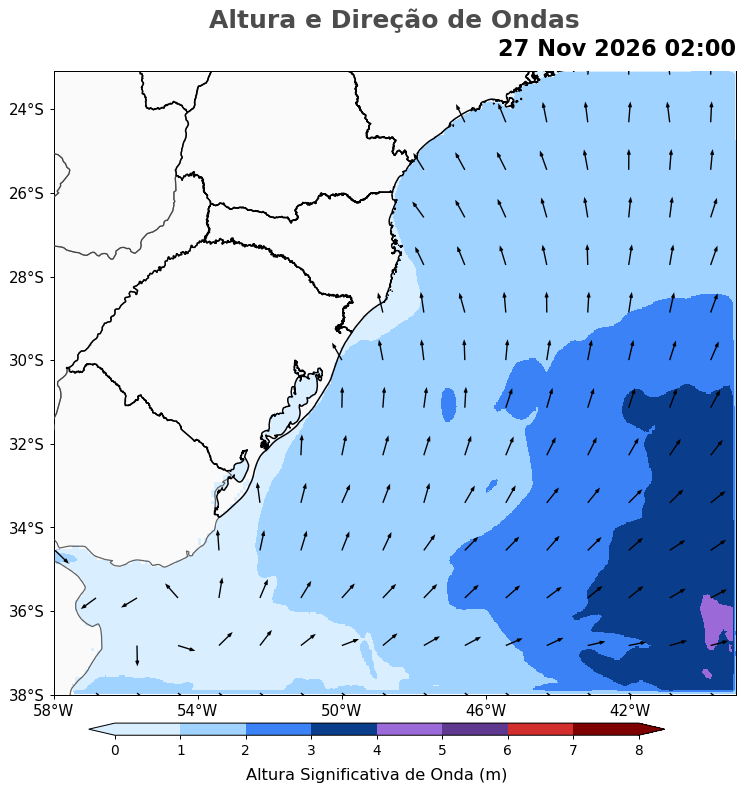 Altura e Direção de Ondas
27 Nov 2026 02:00
24°S
26°S
28°S
30°S
32°S
34°S
36°S
38°S
58°W 54°W 50°W 46°W 42°W
0 1 2 3 4 5 6 7 8
Altura Significativa de Onda (m)